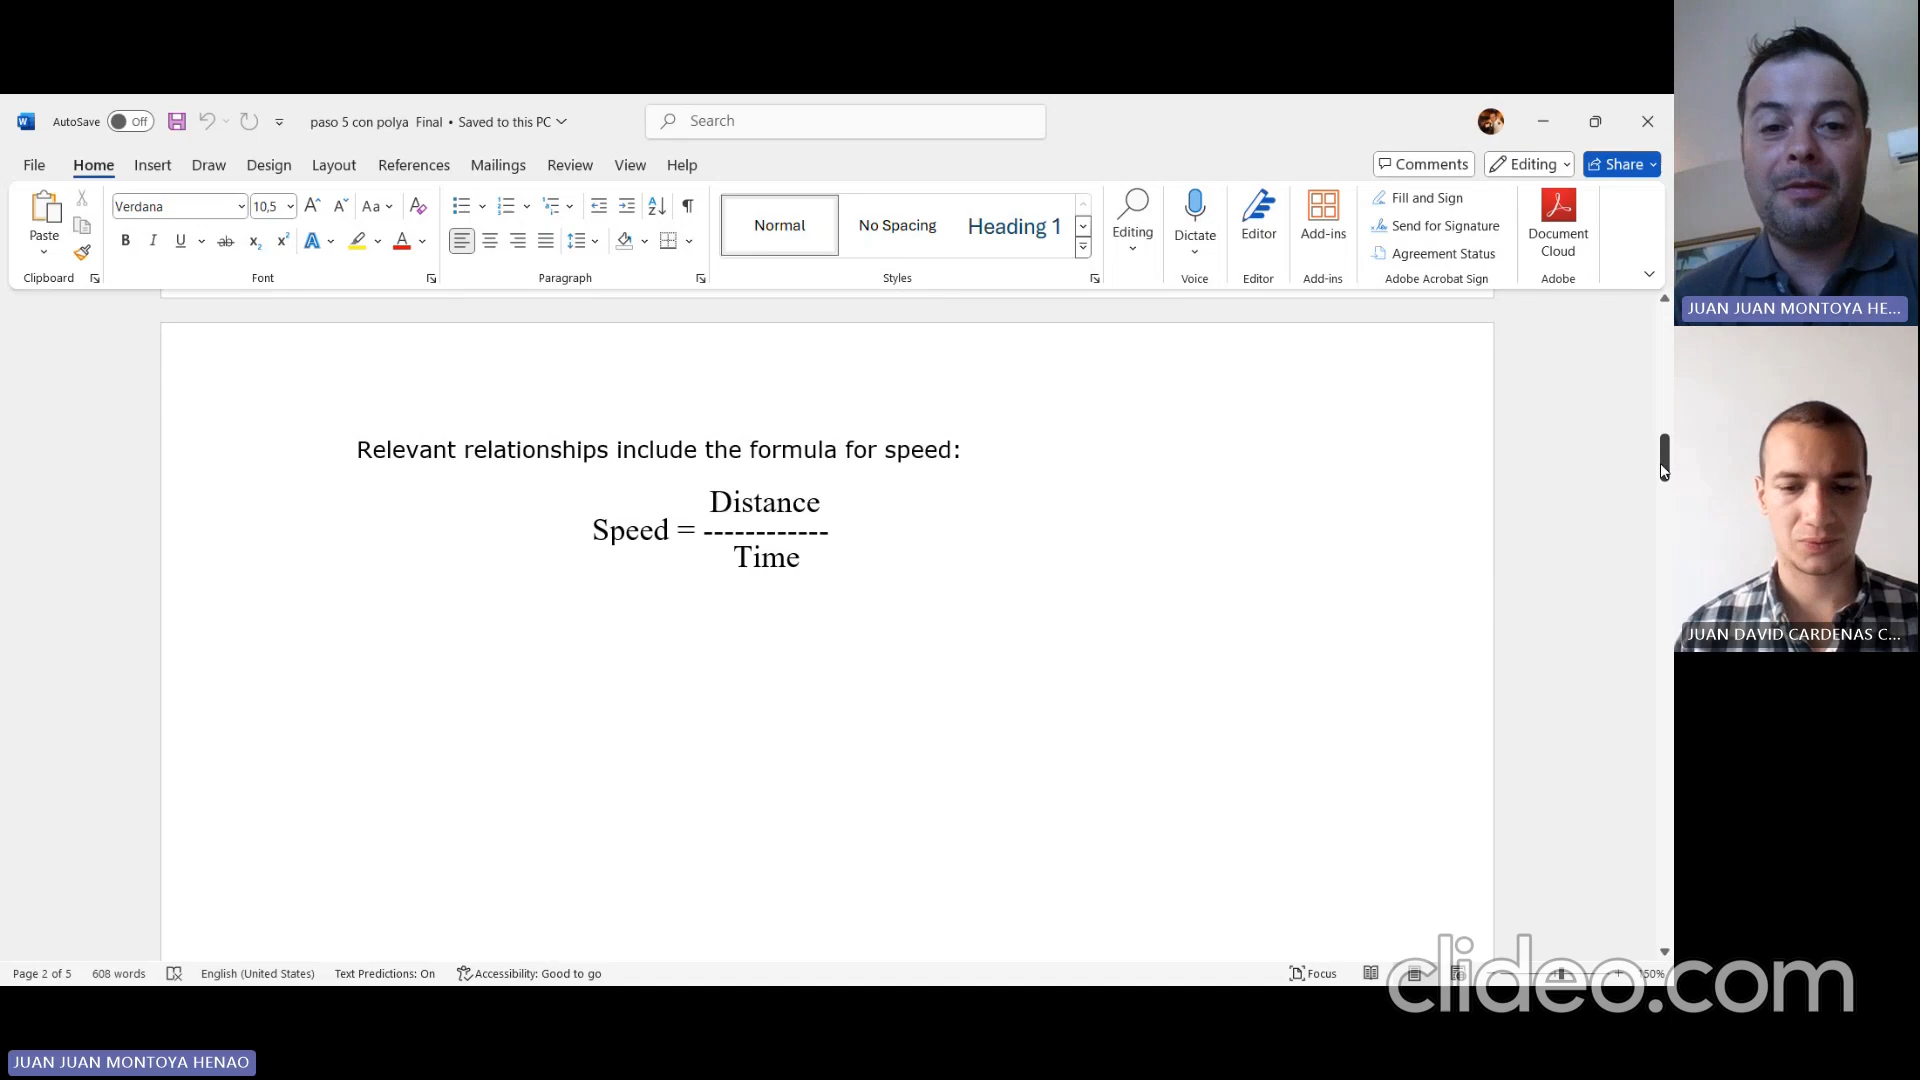 AutoSave Off paso 5 con polya Final • Saved to this PC Search
File Home Insert Draw Design Layout References Mailings Review View Help Comments Editing Share
Paste
Clipboard
Verdana 10,5 Aa
Font
Paragraph
Normal No Spacing Heading 1
Styles
Editing
Dictate
Voice
Editor
Editor
Add-ins
Add-ins
Fill and Sign
Send for Signature
Agreement Status
Adobe Acrobat Sign
Document
Cloud
Adobe
Relevant relationships include the formula for speed:
Distance
Speed = ------------
Time
Page 2 of 5 608 words English (United States) Text Predictions: On Accessibility: Good to go Focus 150%
JUAN JUAN MONTOYA HE...
JUAN DAVID CARDENAS C...
clideo.com
JUAN JUAN MONTOYA HENAO